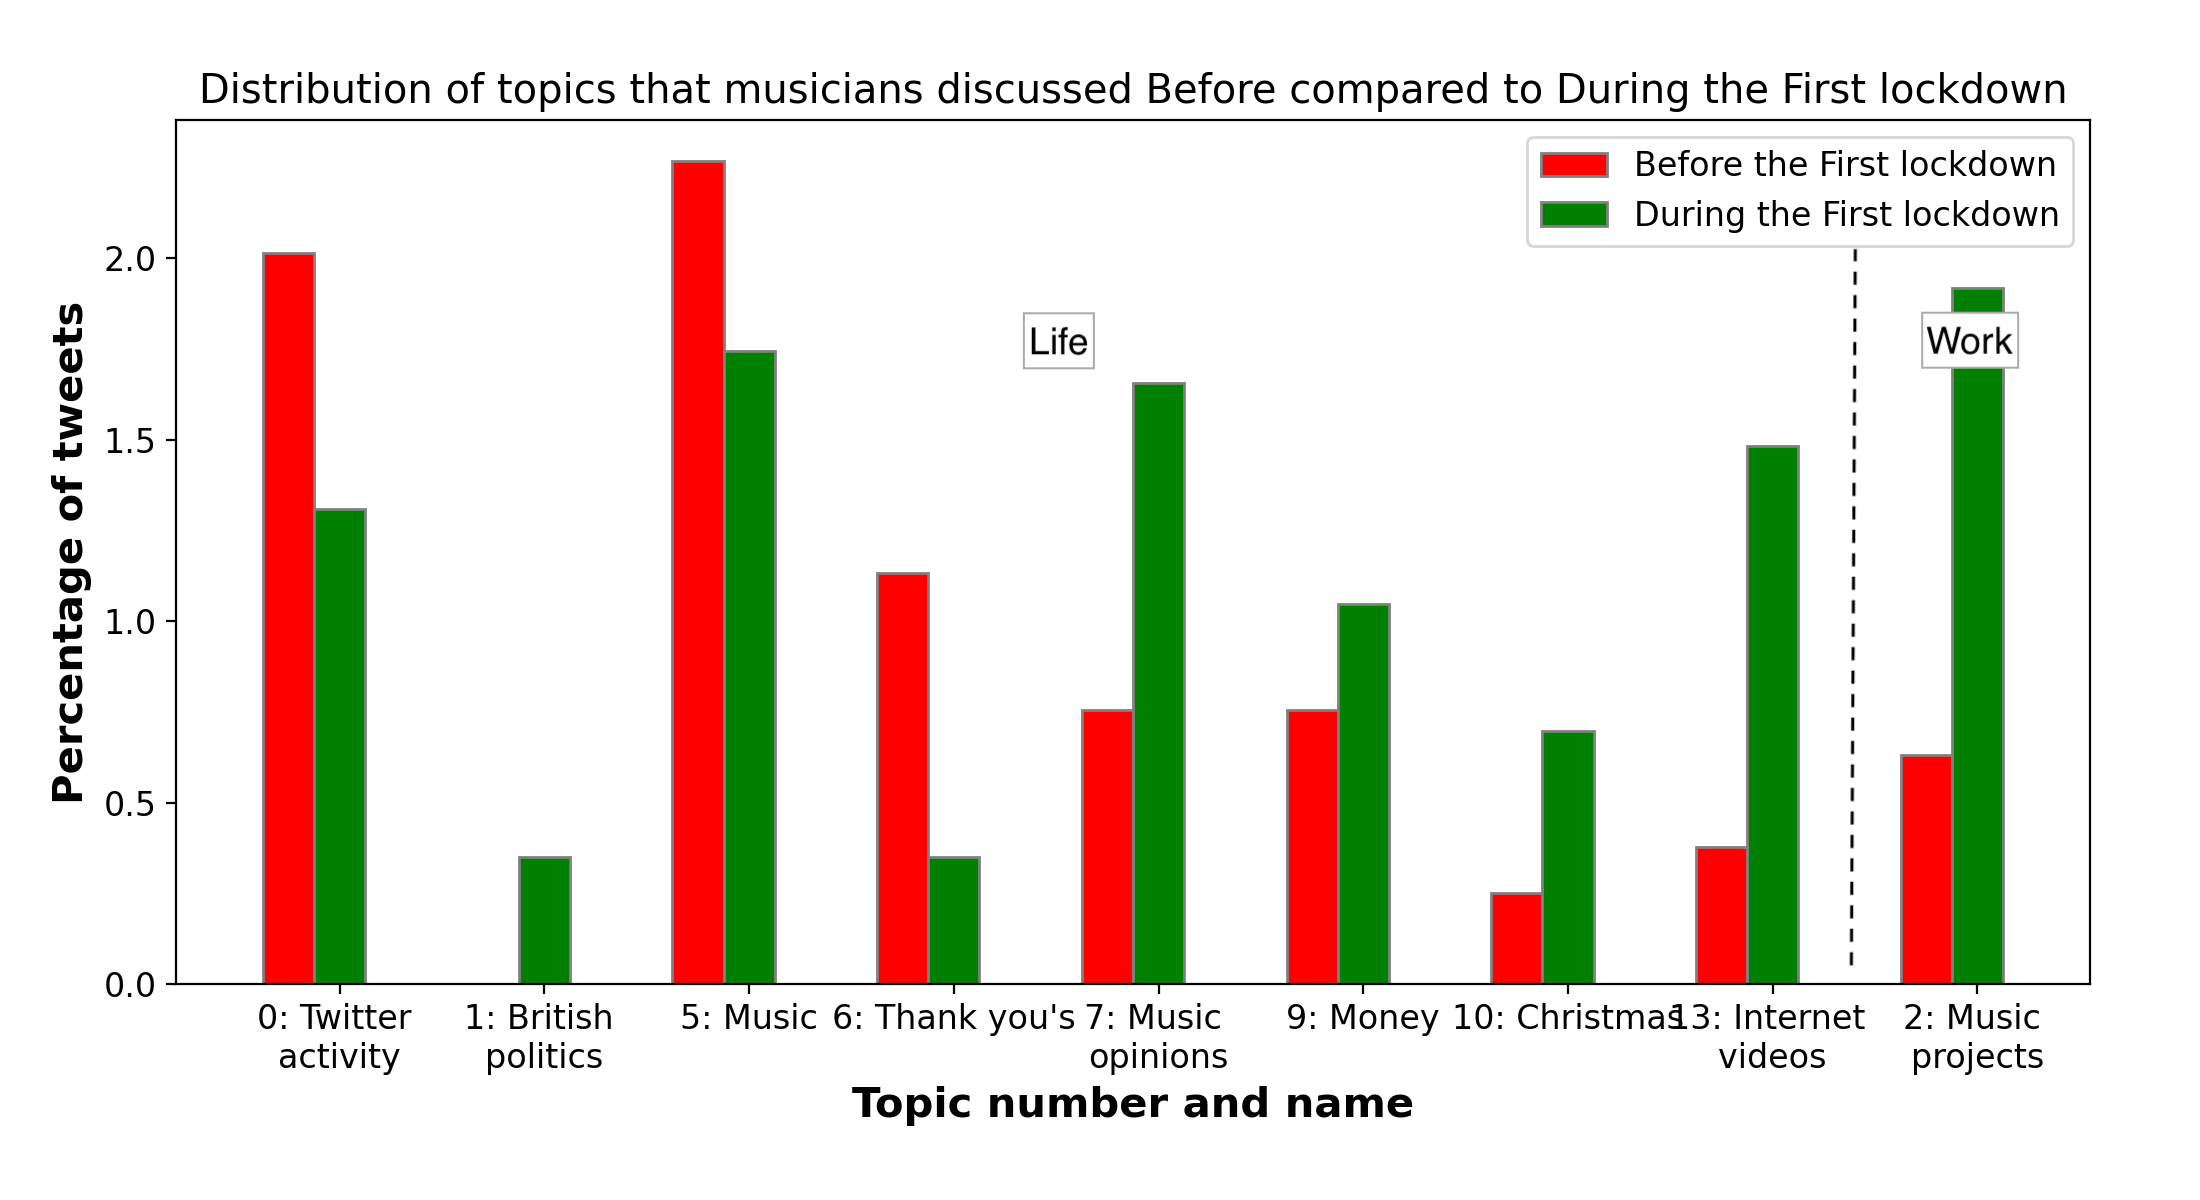 Distribution of topics that musicians discussed Before compared to During the First lockdown
Before the First lockdown
During the First lockdown
Life
Work
Percentage of tweets
2.0
1.5
1.0
0.5
0.0
0: Twitter activity
1: British politics
5: Music
6: Thank you's
7: Music opinions
9: Money
10: Christmas
13: Internet videos
2: Music projects
Topic number and name